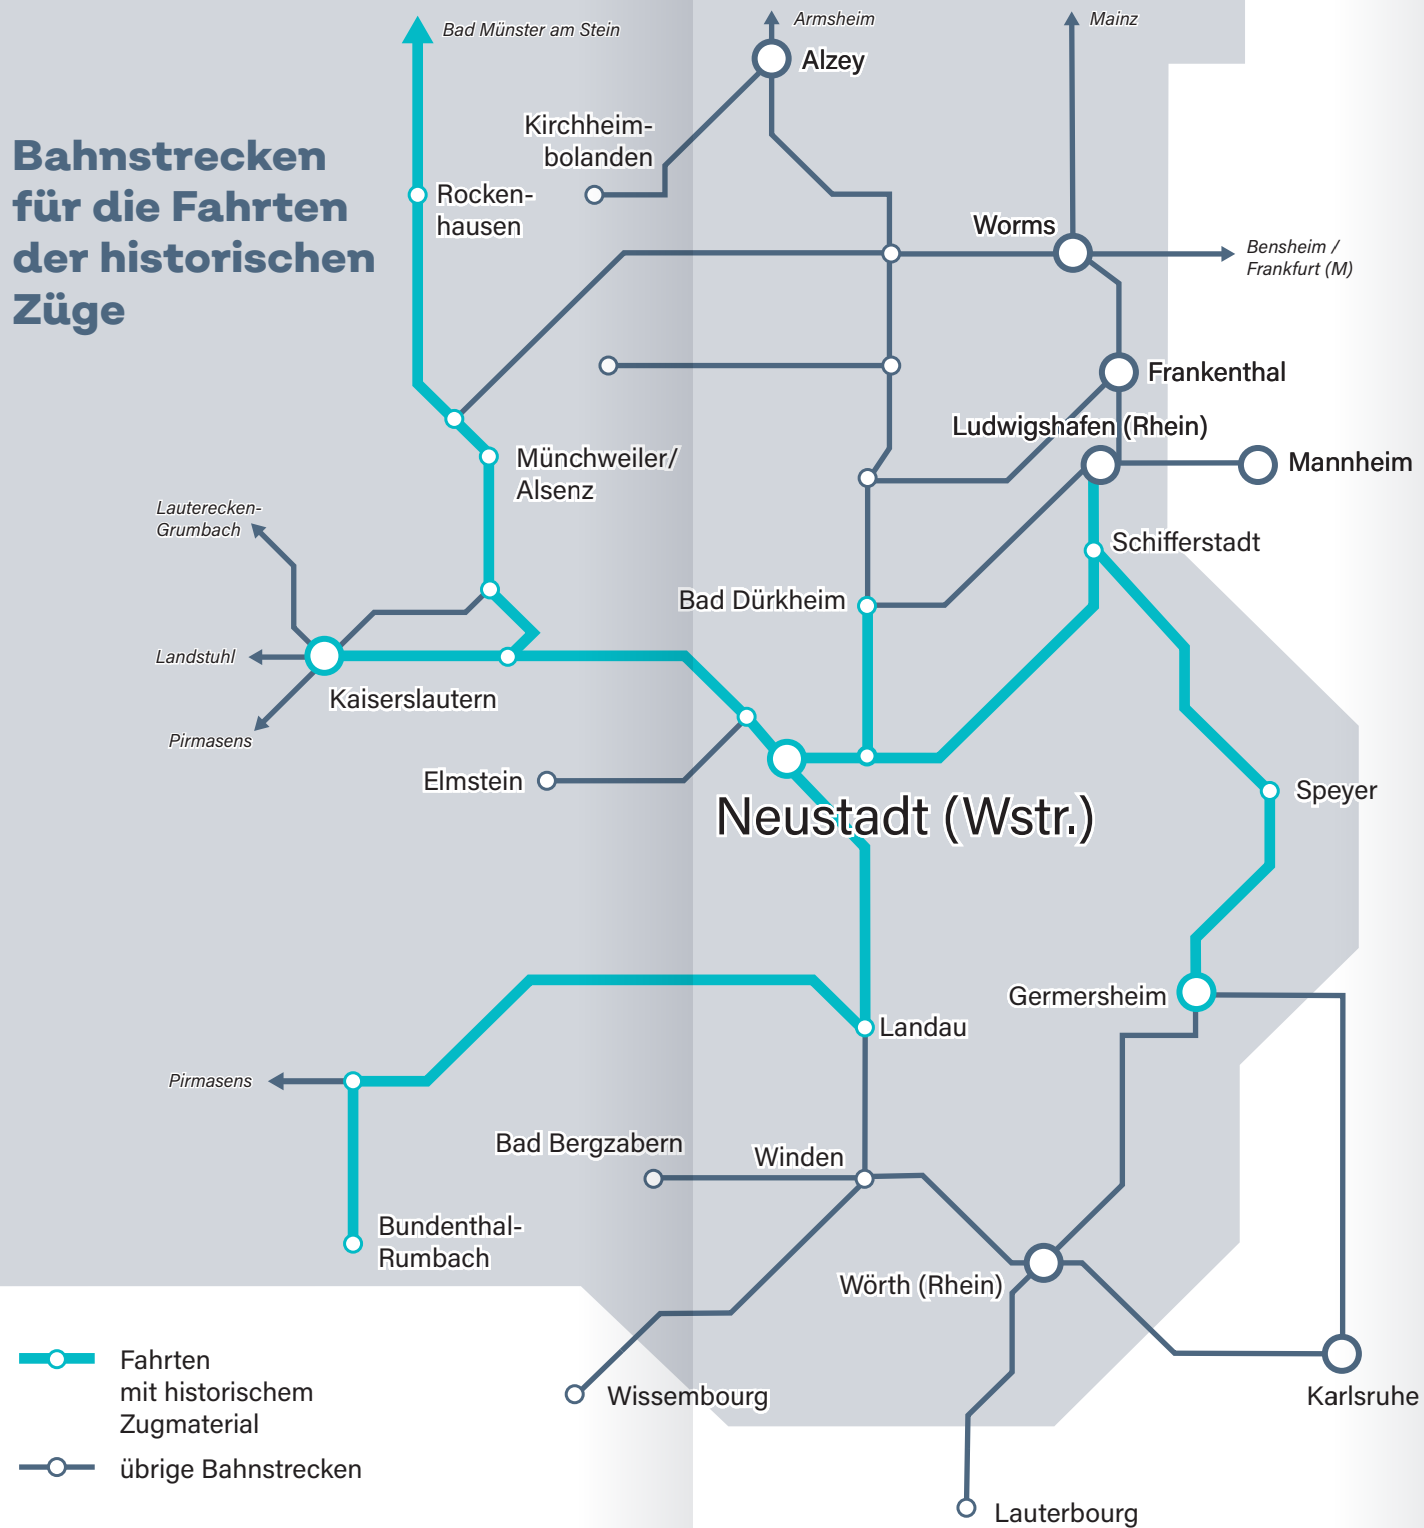 Bad Münster am Stein
Armsheim
Mainz
Alzey
Kirchheim-
bolanden
Bahnstrecken
für die Fahrten
der historischen
Züge
Rocken-
hausen
Worms
Bensheim /
Frankfurt (M)
Frankenthal
Ludwigshafen (Rhein)
Mannheim
Münchweiler/
Alsenz
Lauterecken-
Grumbach
Schifferstadt
Bad Dürkheim
Landstuhl
Kaiserslautern
Pirmasens
Elmstein
Neustadt (Wstr.)
Speyer
Germersheim
Landau
Pirmasens
Bad Bergzabern
Winden
Bundenthal-
Rumbach
Wörth (Rhein)
Fahrten
mit historischem
Zugmaterial
Wissembourg
Karlsruhe
übrige Bahnstrecken
Lauterbourg